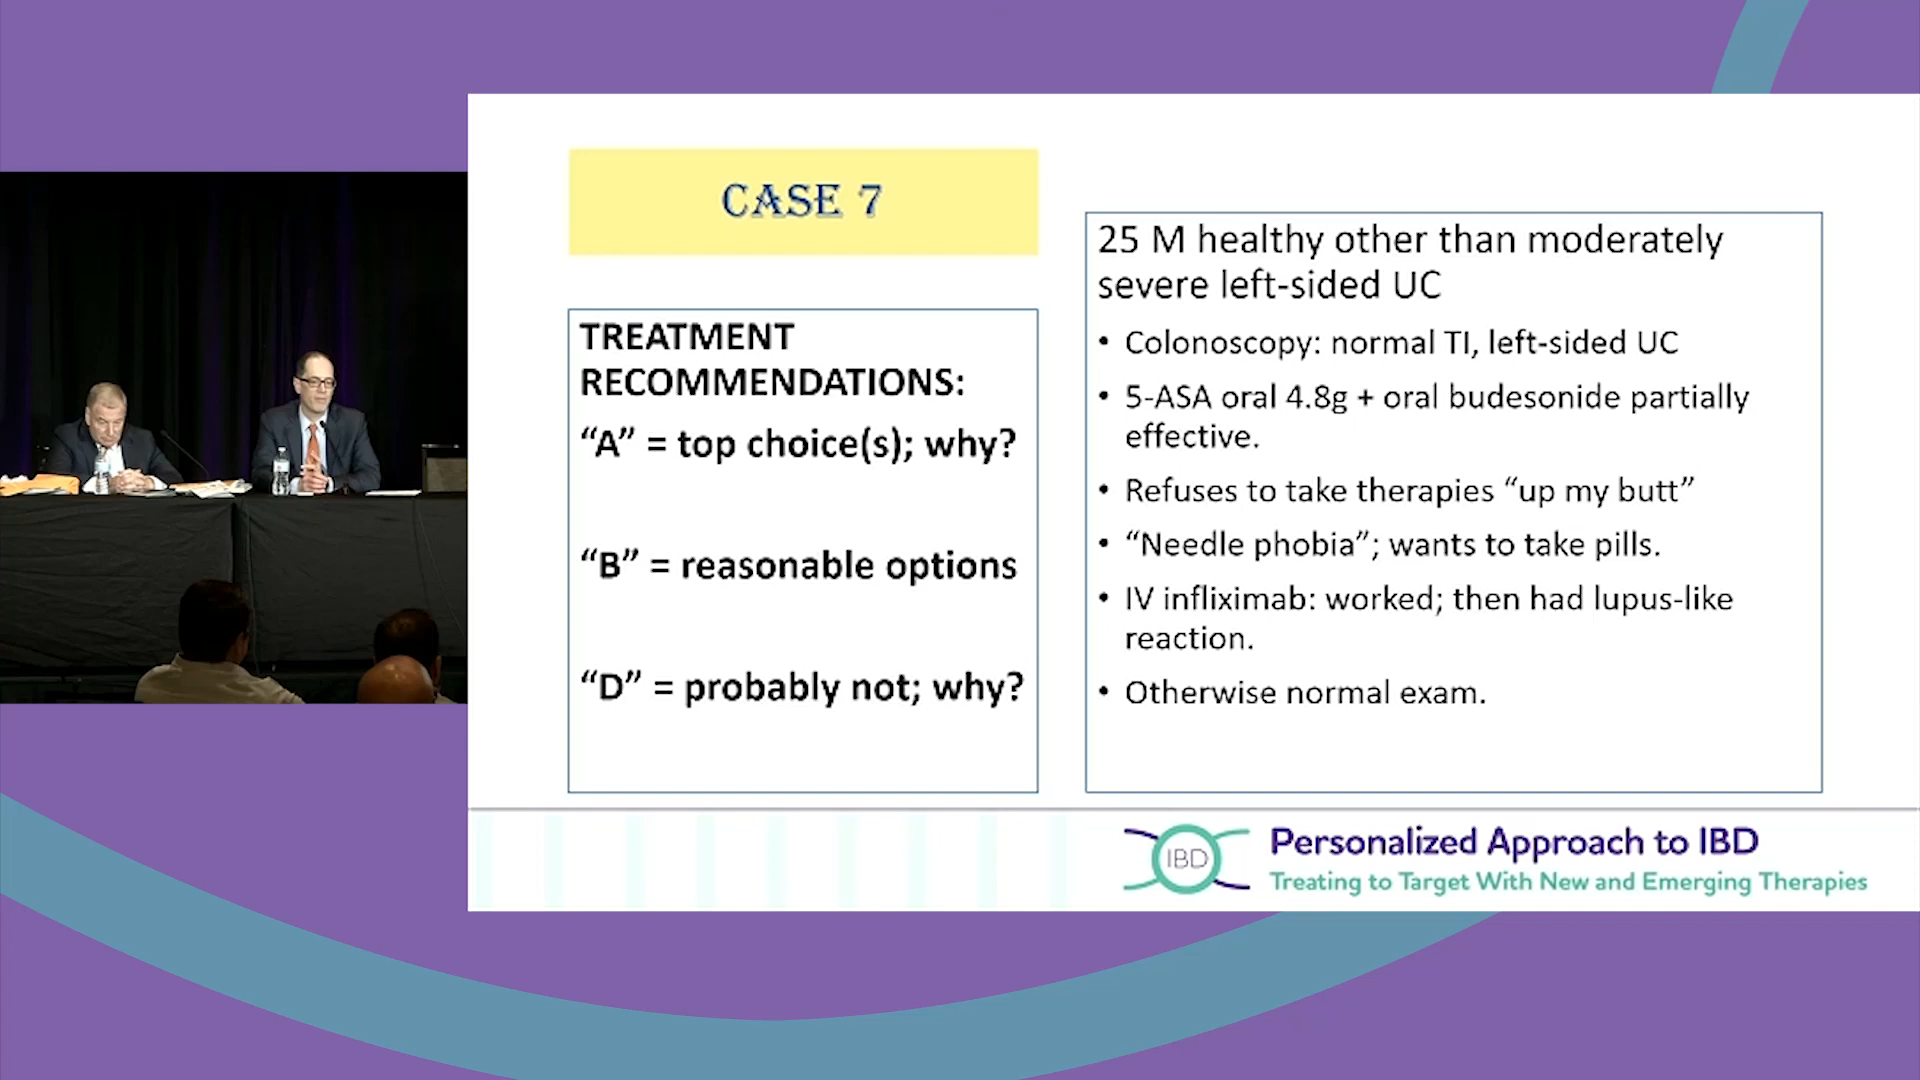 CASE 7
TREATMENT
RECOMMENDATIONS:
“A” = top choice(s); why?
“B” = reasonable options
“D” = probably not; why?
25 M healthy other than moderately
severe left-sided UC
• Colonoscopy: normal TI, left-sided UC
• 5-ASA oral 4.8g + oral budesonide partially
effective.
• Refuses to take therapies “up my butt”
• “Needle phobia”; wants to take pills.
• IV infliximab: worked; then had lupus-like
reaction.
• Otherwise normal exam.
IBD
Personalized Approach to IBD
Treating to Target With New and Emerging Therapies